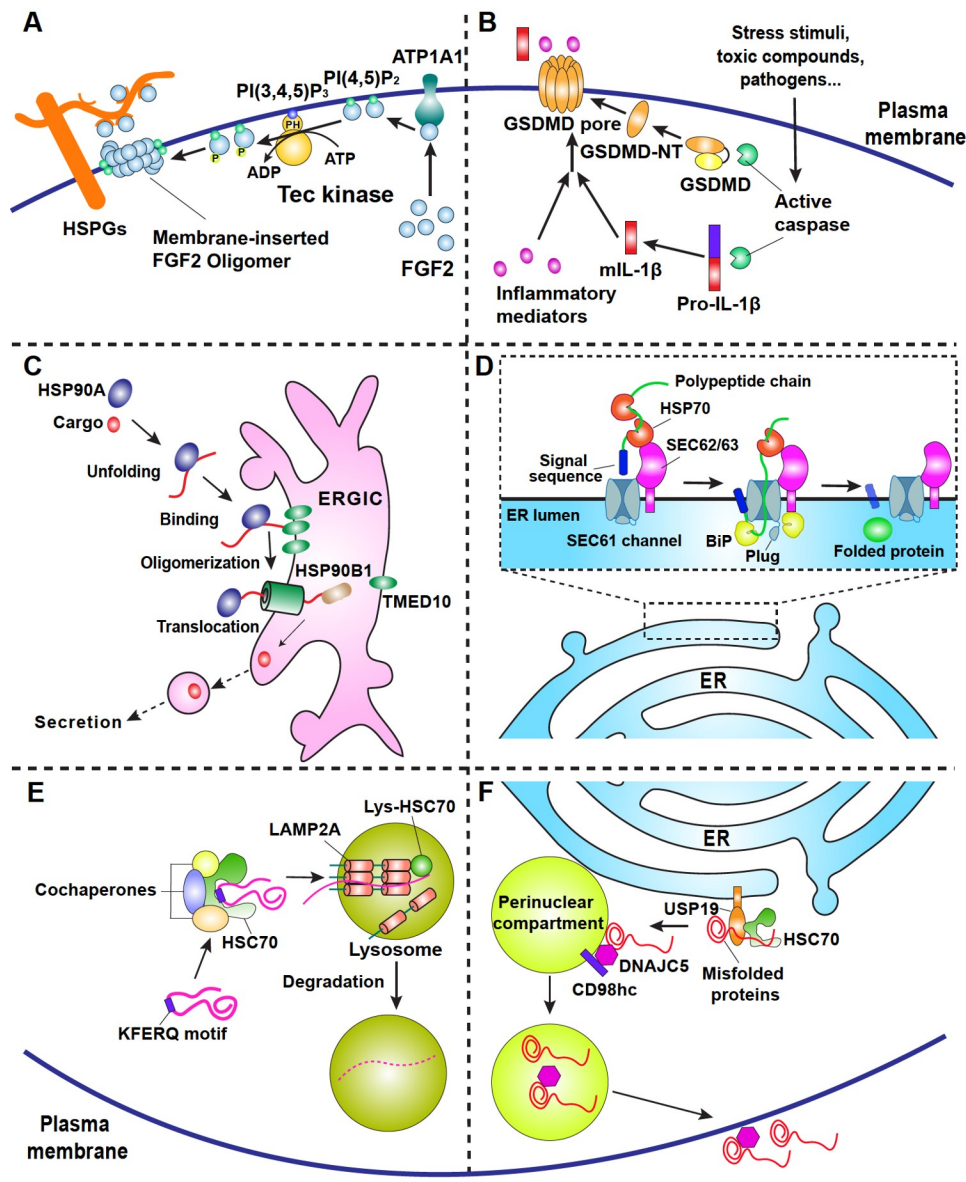 A
ATP1A1
PI(4,5)P2
PI(3,4,5)P3
PH
P
P
ADP
ATP
Tec kinase
HSPGs
Membrane-inserted
FGF2 Oligomer
FGF2
B
Stress stimuli,
toxic compounds,
pathogens...
Plasma
membrane
GSDMD pore
GSDMD-NT
GSDMD
Active
caspase
mIL-1β
Pro-IL-1β
Inflammatory
mediators
C
HSP90A
Cargo
Unfolding
Binding
ERGIC
Oligomerization
HSP90B1
TMED10
Translocation
Secretion
D
Polypeptide chain
HSP70
SEC62/63
Signal
sequence
ER lumen
SEC61 channel
BiP
Plug
Folded protein
ER
E
Lys-HSC70
LAMP2A
Cochaperones
HSC70
Lysosome
Degradation
KFERQ motif
Plasma
membrane
F
ER
Perinuclear
compartment
USP19
HSC70
DNAJC5
CD98hc
Misfolded
proteins